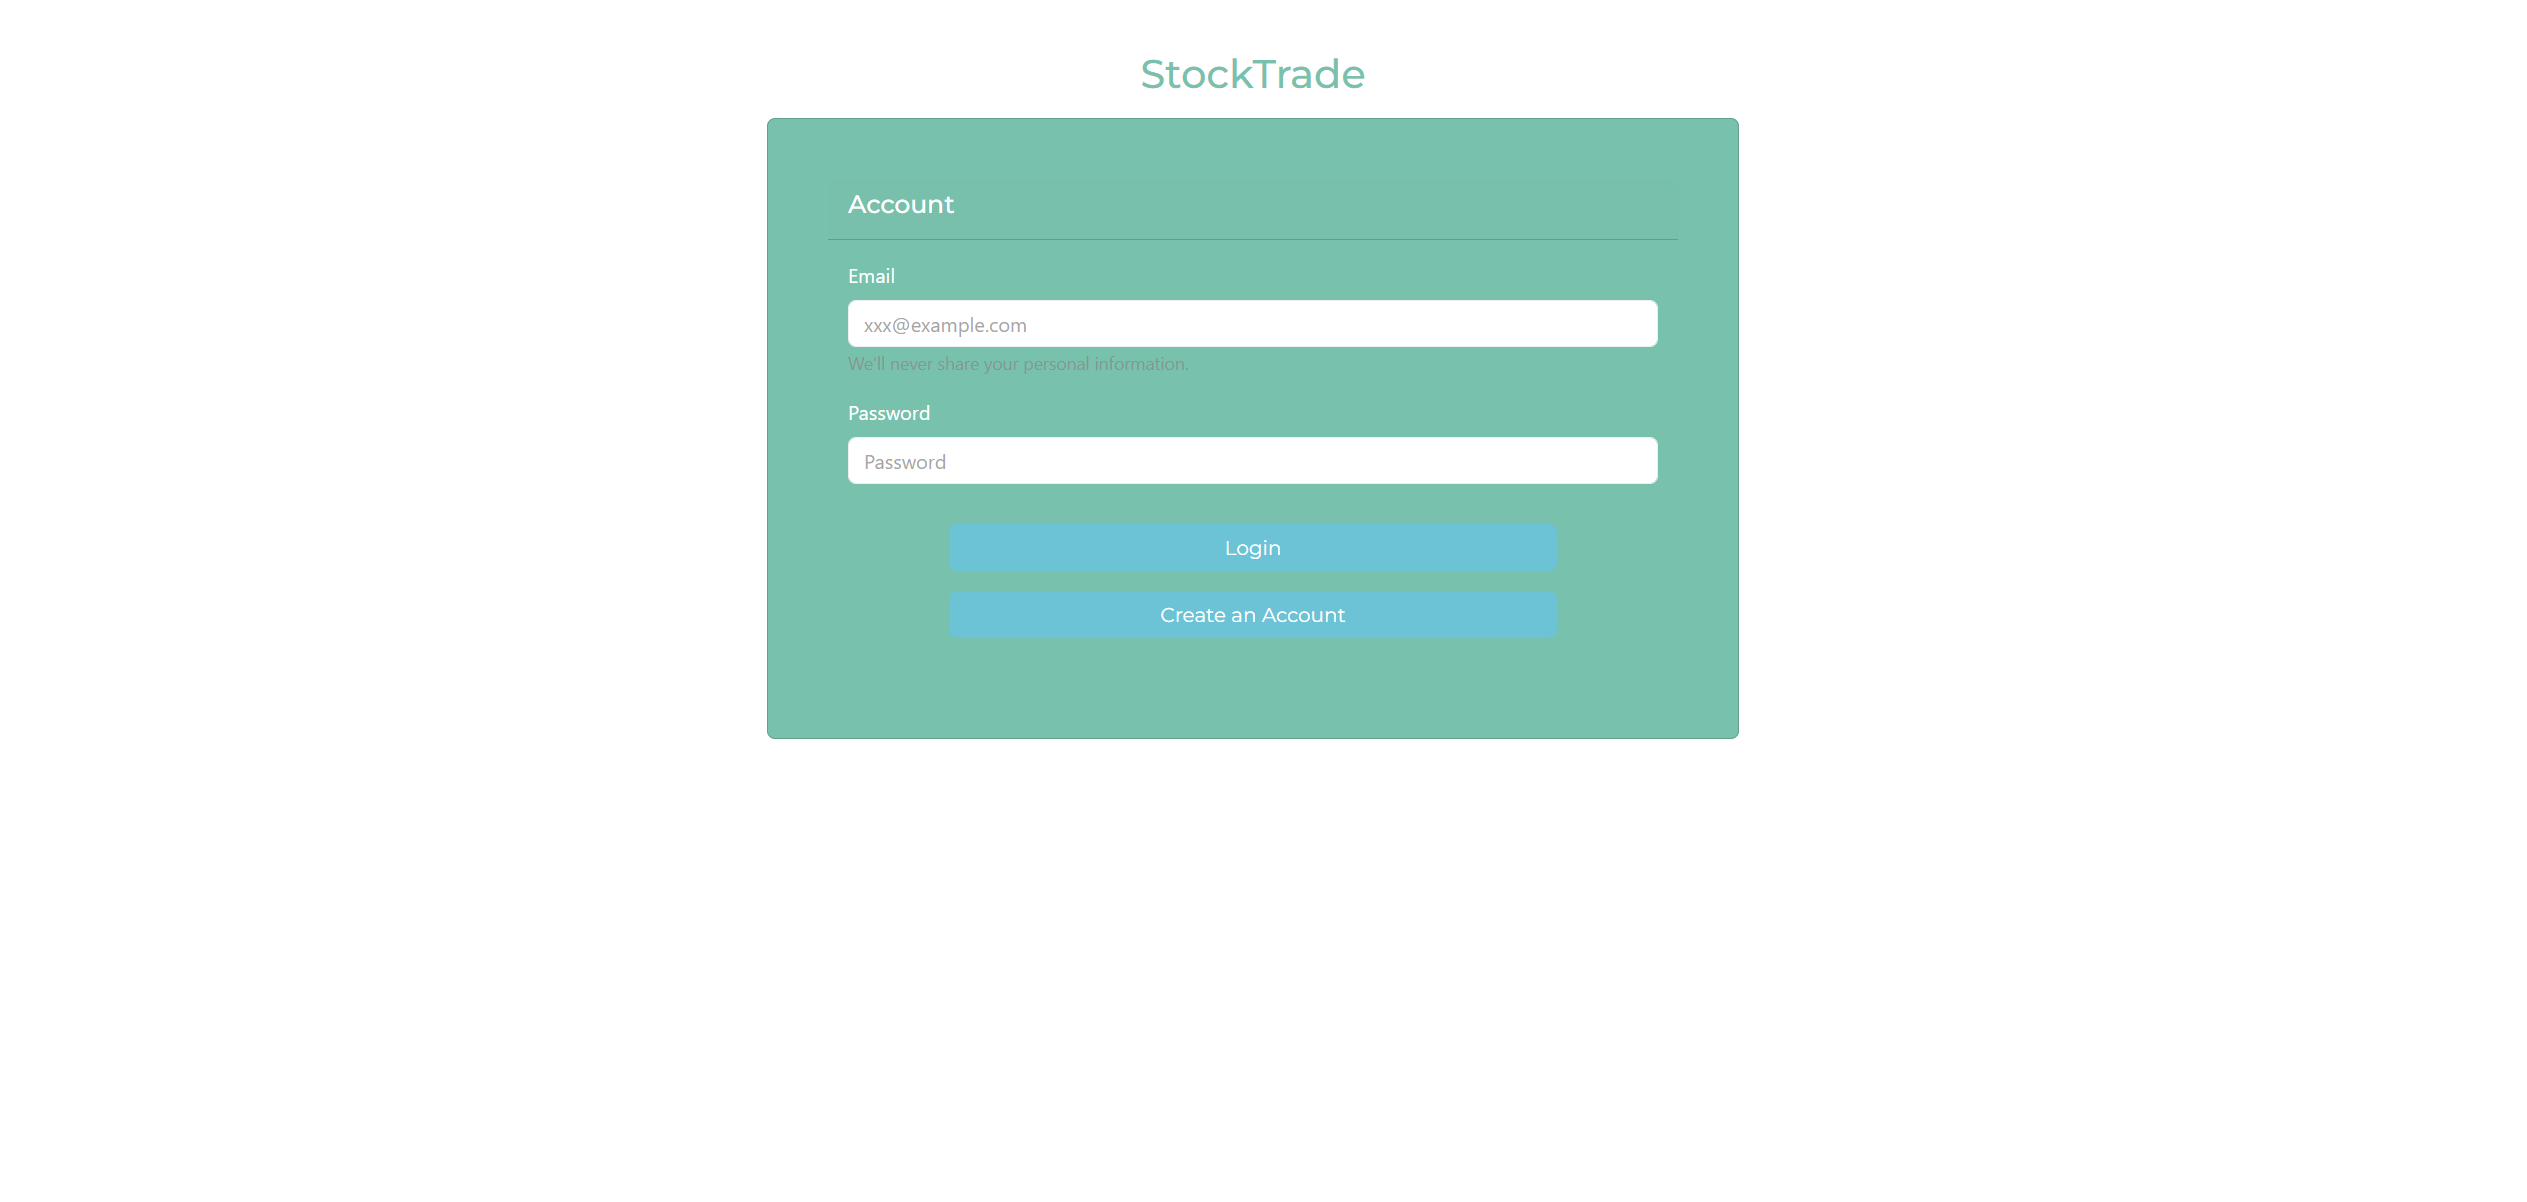 StockTrade
Account
Email
xxx@example.com
We'll never share your personal information.
Password
Password
Login
Create an Account